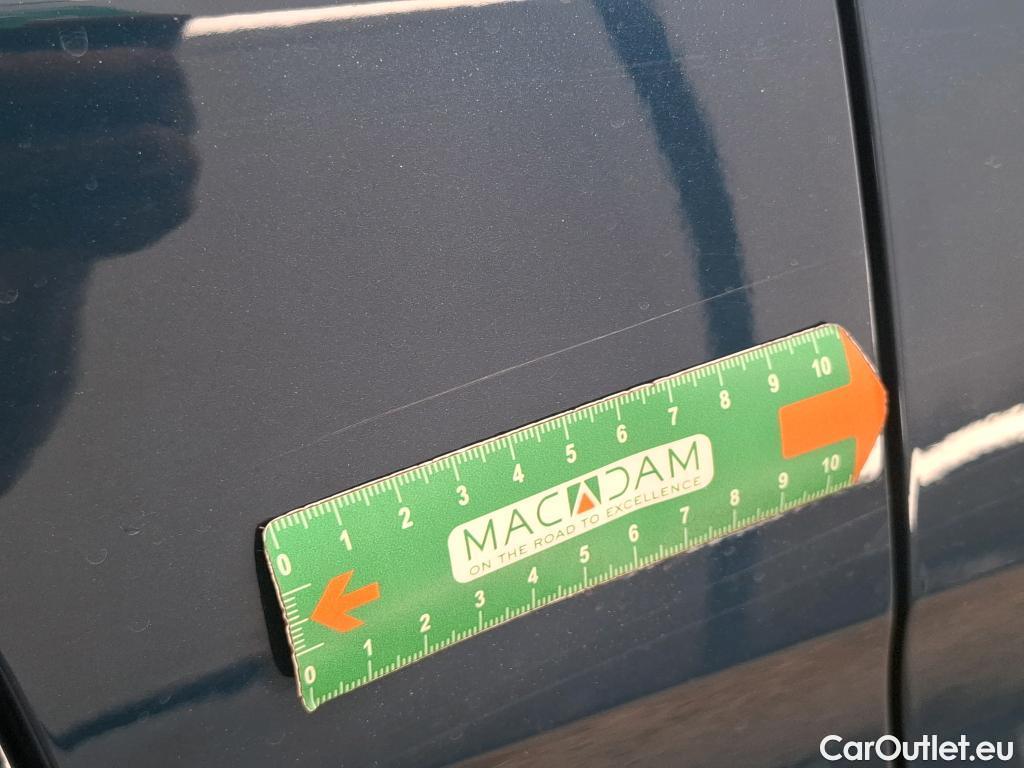 0 1 2 3 4 5 6 7 8 9 10
MACADAM
ON THE ROAD TO EXCELLENCE
0 1 2 3 4 5 6 7 8 9 10
CarOutlet.eu